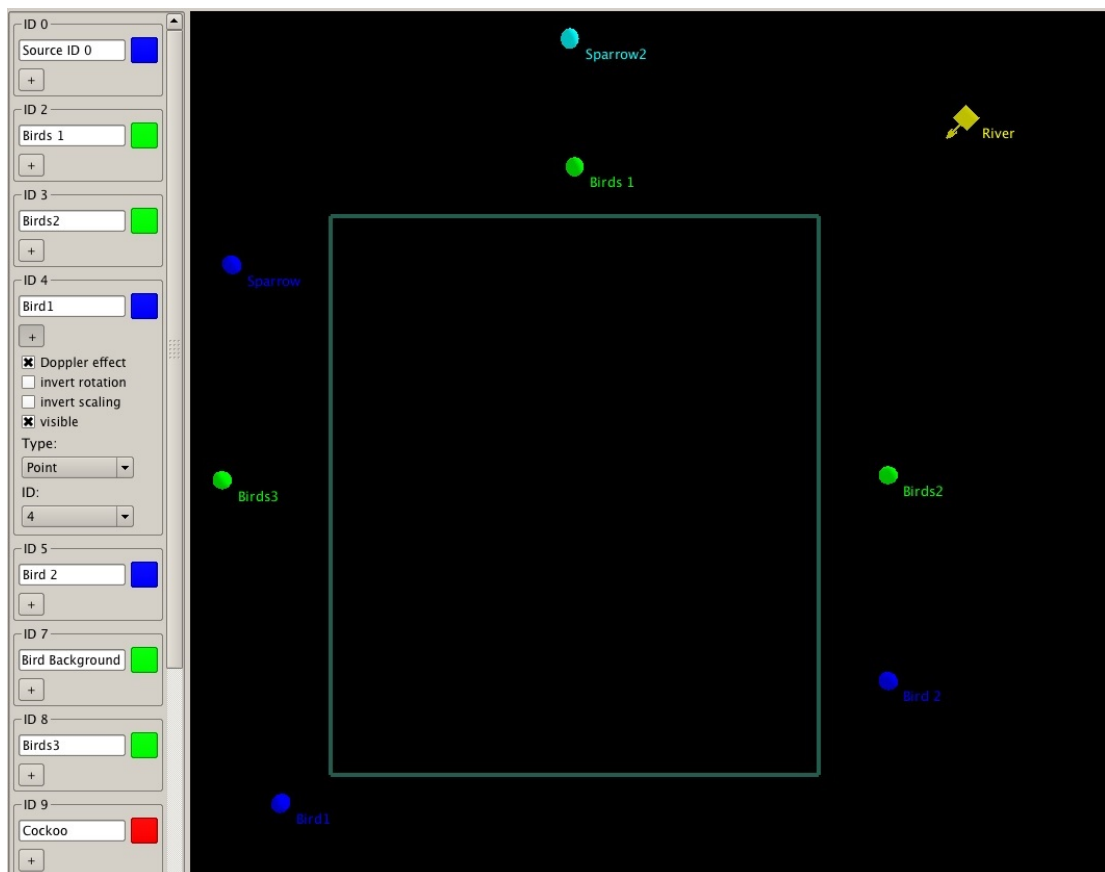 ID 0
Source ID 0
+
ID 2
Birds 1
+
ID 3
Birds2
+
ID 4
Bird1
+
Doppler effect
invert rotation
invert scaling
visible
Type:
Point
ID:
4
ID 5
Bird 2
+
ID 7
Bird Background
+
ID 8
Birds3
+
ID 9
Cockoo
+
Sparrow2
River
Birds 1
Sparrow
Birds3
Birds2
Bird 2
Bird1